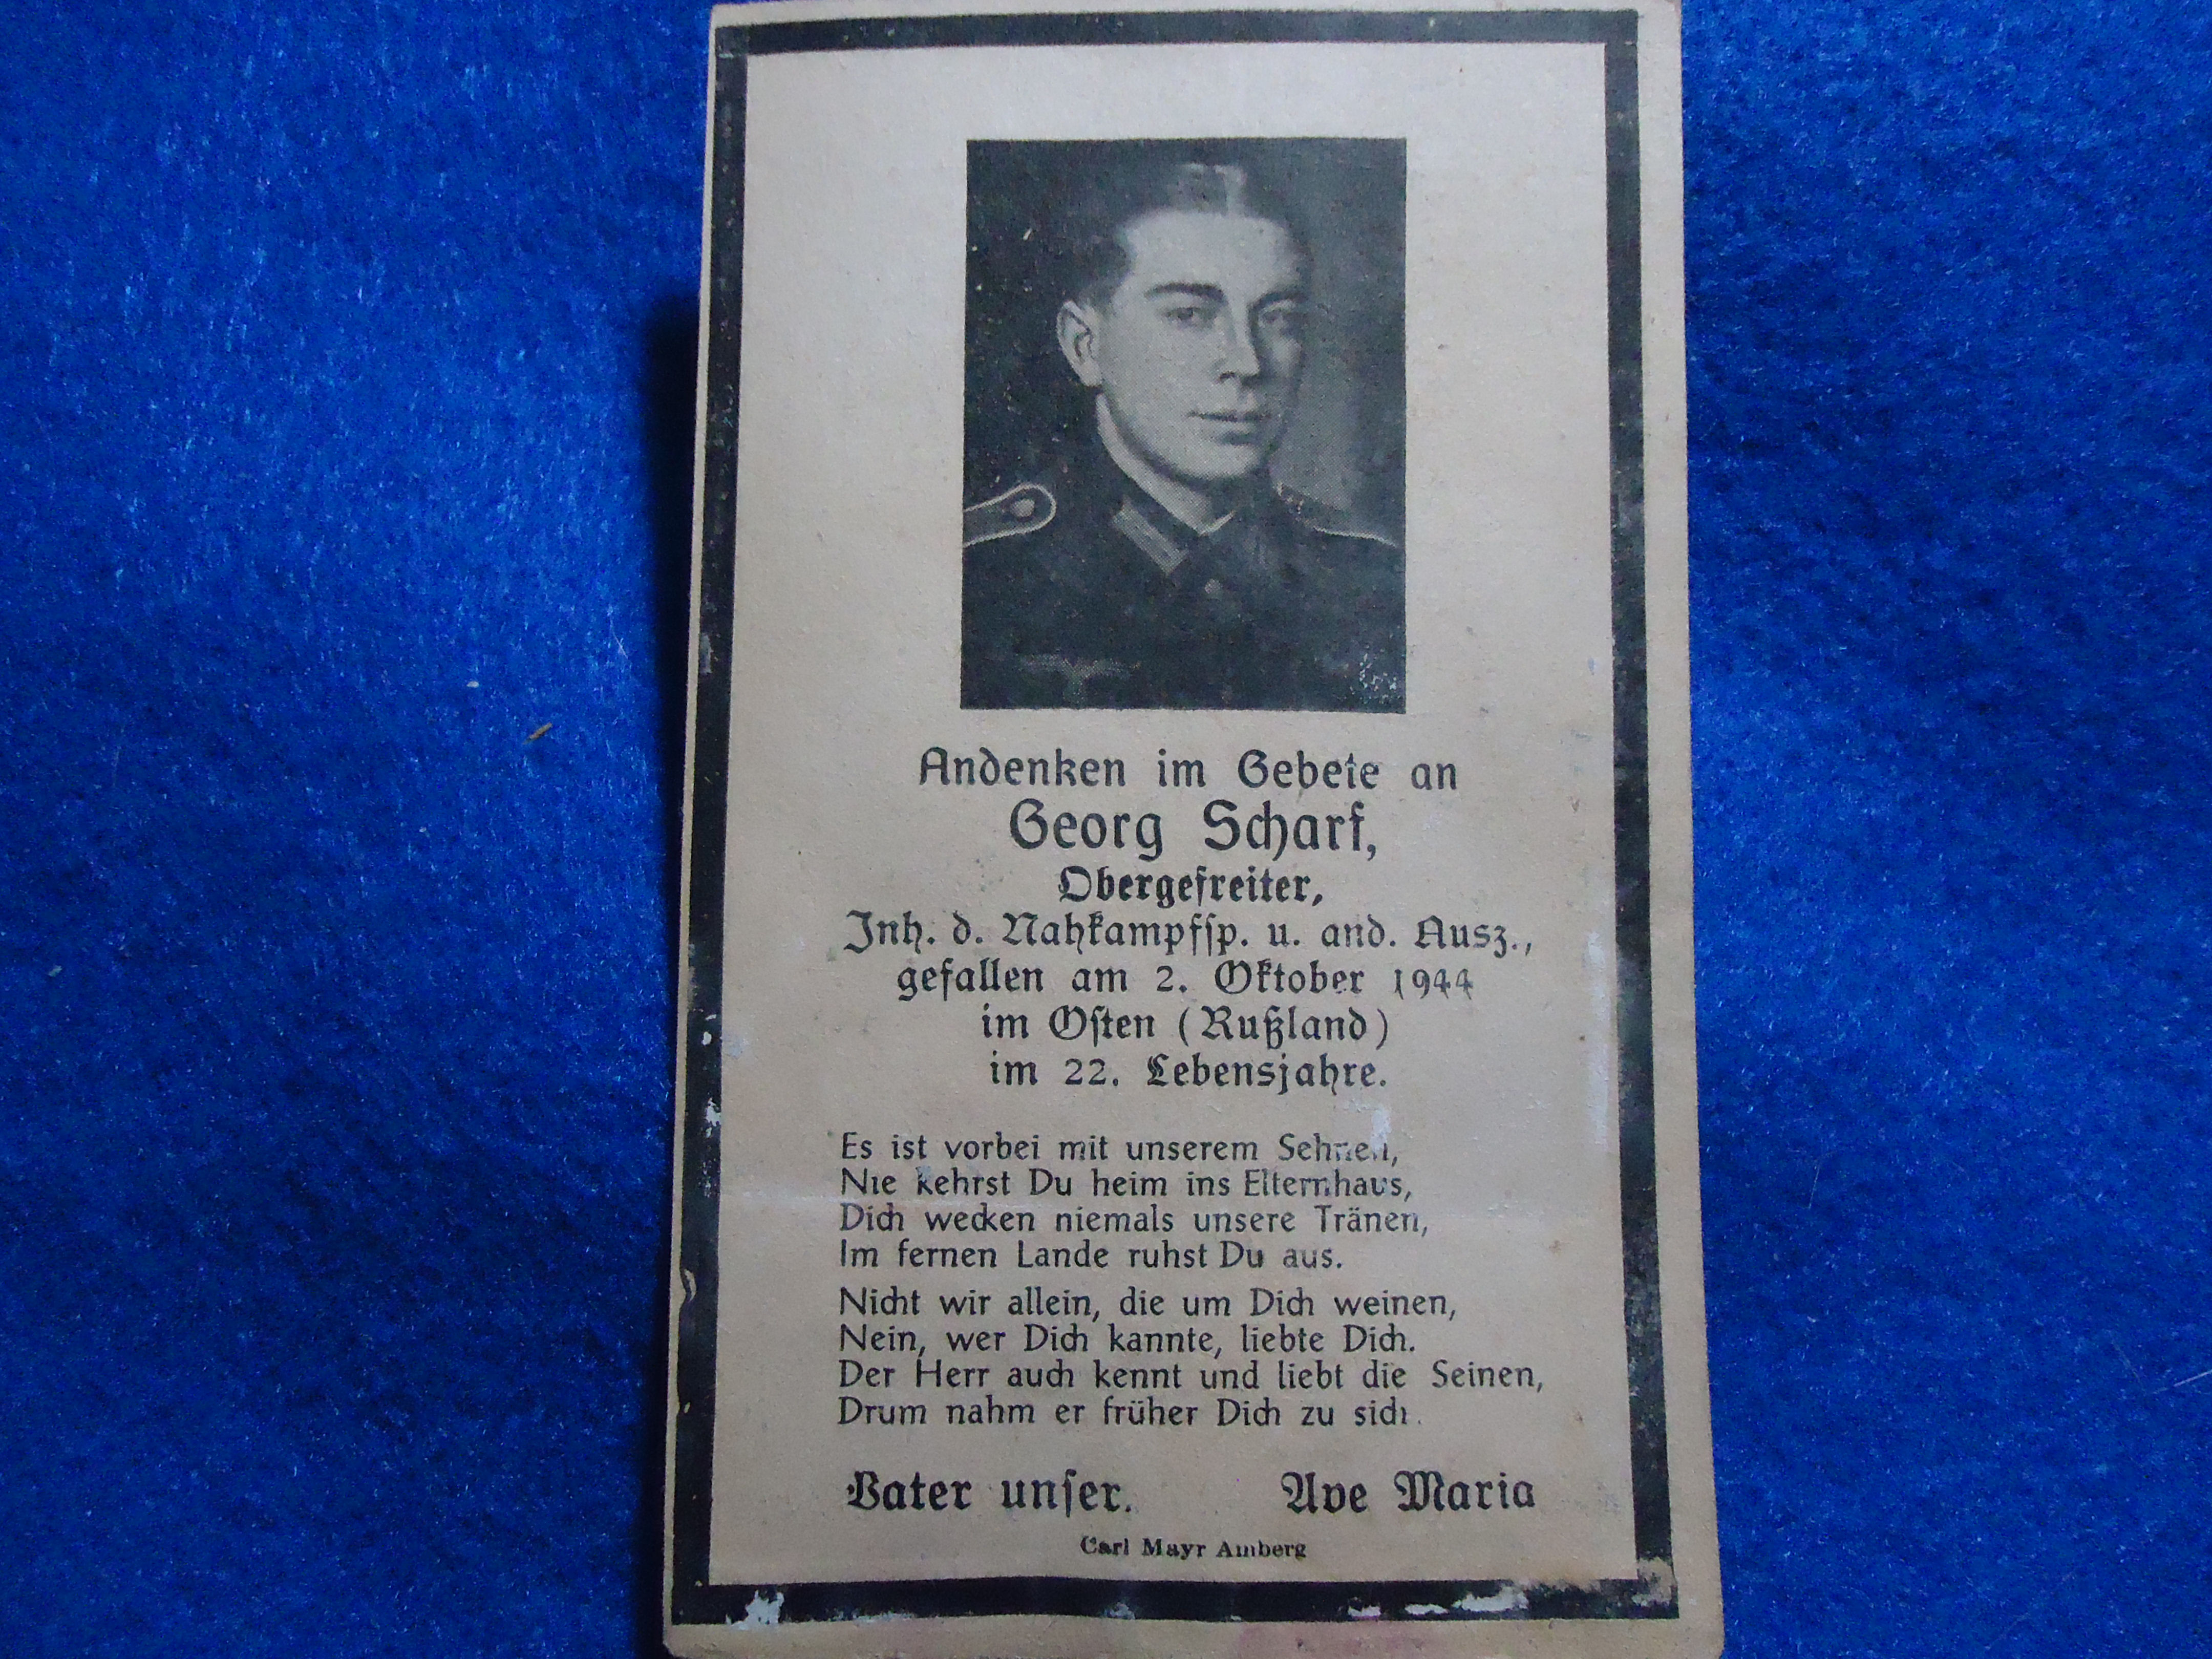 Andenken im Gebete an
Georg Scharf,
Obergefreiter,
Inh. d. Nahkampfsp. u. and. Ausz.,
gefallen am 2. Oktober 1944
im Osten (Rußland)
im 22. Lebensjahre.
Es ist vorbei mit unserem Sehnen,
Nie kehrst Du heim ins Elternhaus,
Dich wecken niemals unsere Tränen,
Im fernen Lande ruhst Du aus.
Nicht wir allein, die um Dich weinen,
Nein, wer Dich kannte, liebte Dich.
Der Herr auch kennt und liebt die Seinen,
Drum nahm er früher Dich zu sich.
Vater unser. Ave Maria
Carl Mayr Amberg